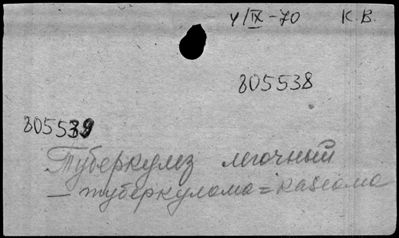 4/IX-70 К.В.
805538
805539
Туберкулез легочный
— туберкулома = казеома